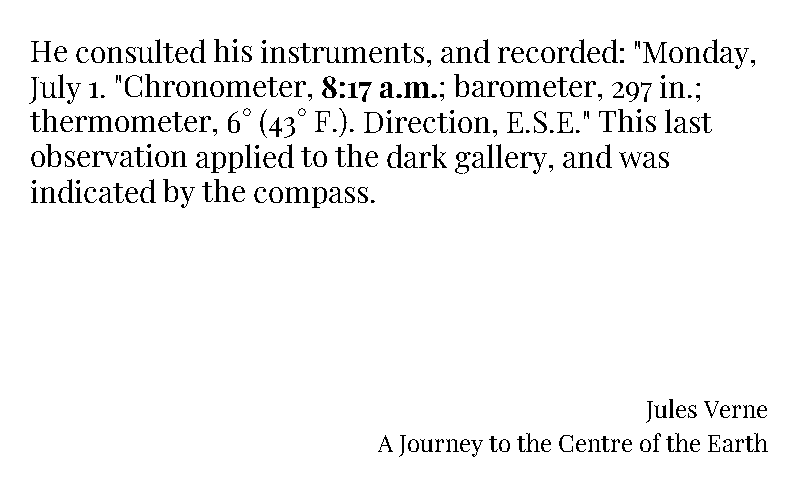 He consulted his instruments, and recorded: "Monday,
July 1. "Chronometer, 8:17 a.m.; barometer, 297 in.;
thermometer, 6° (43° F.). Direction, E.S.E." This last
observation applied to the dark gallery, and was
indicated by the compass.
Jules Verne
A Journey to the Centre of the Earth